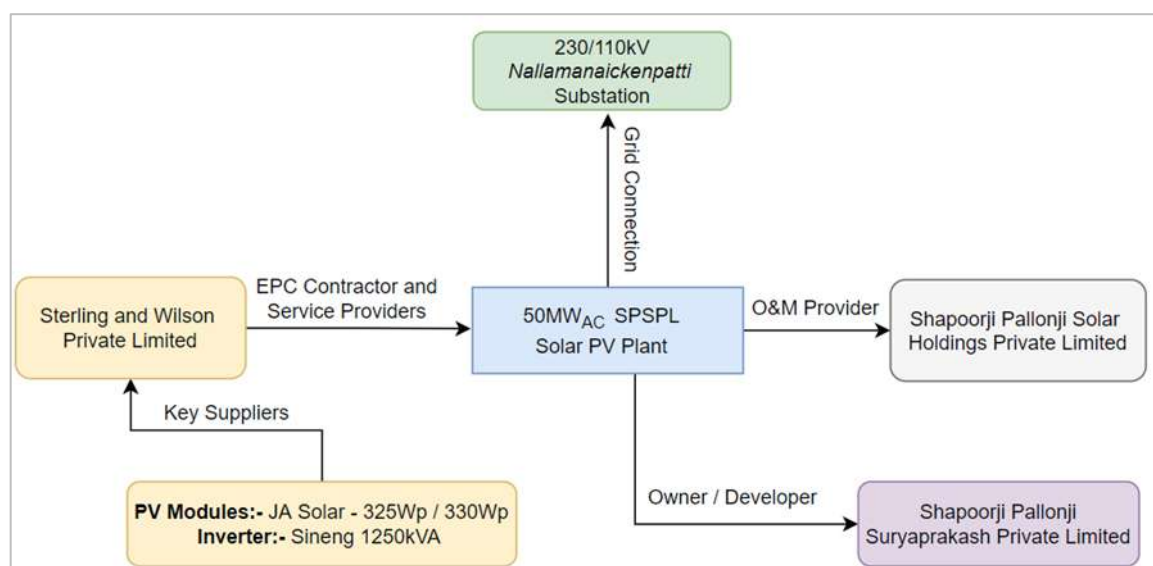 230/110kV
Nallamanaickenpatti
Substation
Grid Connection
Sterling and Wilson
Private Limited
EPC Contractor and
Service Providers
50MWAC SPSPL
Solar PV Plant
O&M Provider
Shapoorji Pallonji Solar
Holdings Private Limited
Key Suppliers
PV Modules:- JA Solar - 325Wp / 330Wp
Inverter:- Sineng 1250kVA
Owner / Developer
Shapoorji Pallonji
Suryaprakash Private Limited